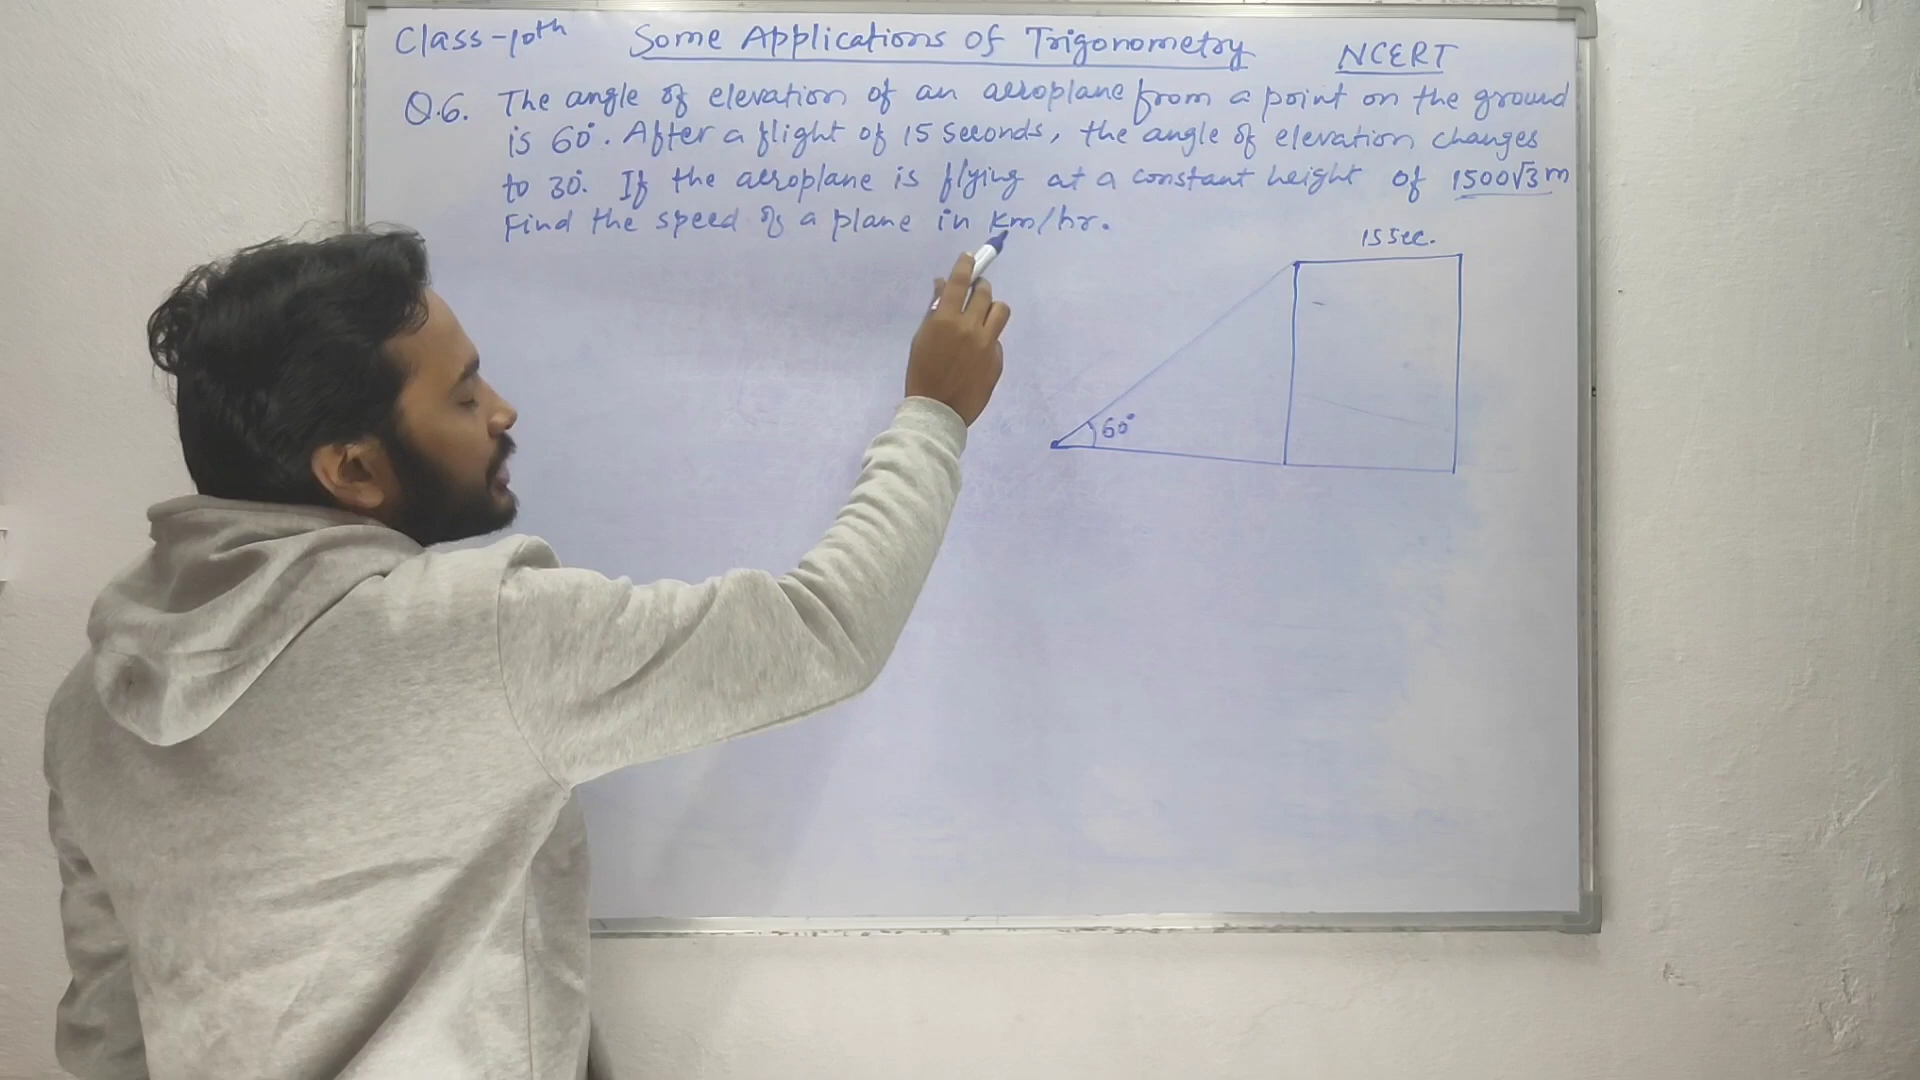 Class-10th Some Applications of Trigonometry NCERT
Q.6. The angle of elevation of an aeroplane from a point on the ground
is 60°. After a flight of 15 seconds, the angle of elevation changes
to 30°. If the aeroplane is flying at a constant height of 1500√3 m
Find the speed of a plane in km/hr.
15 sec.
60°